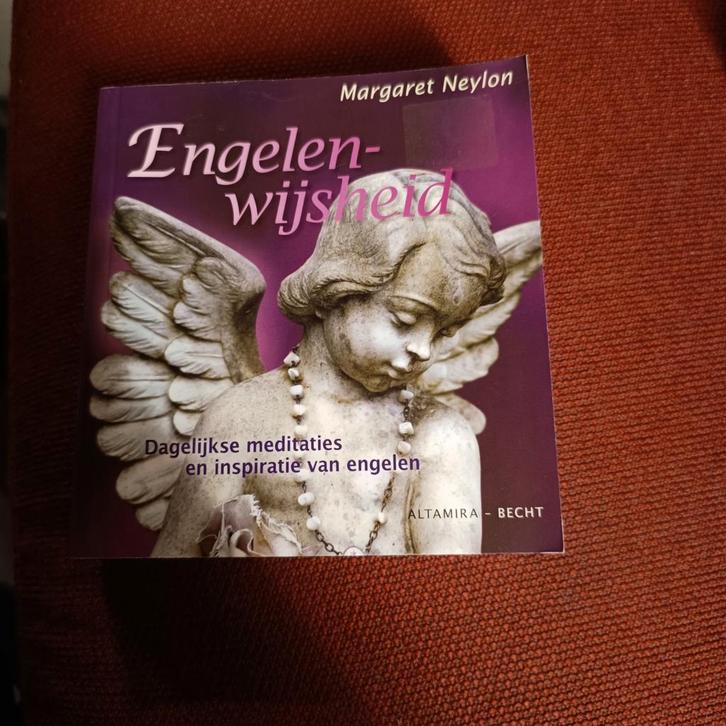 Margaret Neylon
Engelen-
wijsheid
Dagelijkse meditaties
en inspiratie van engelen
ALTAMIRA - BECHT